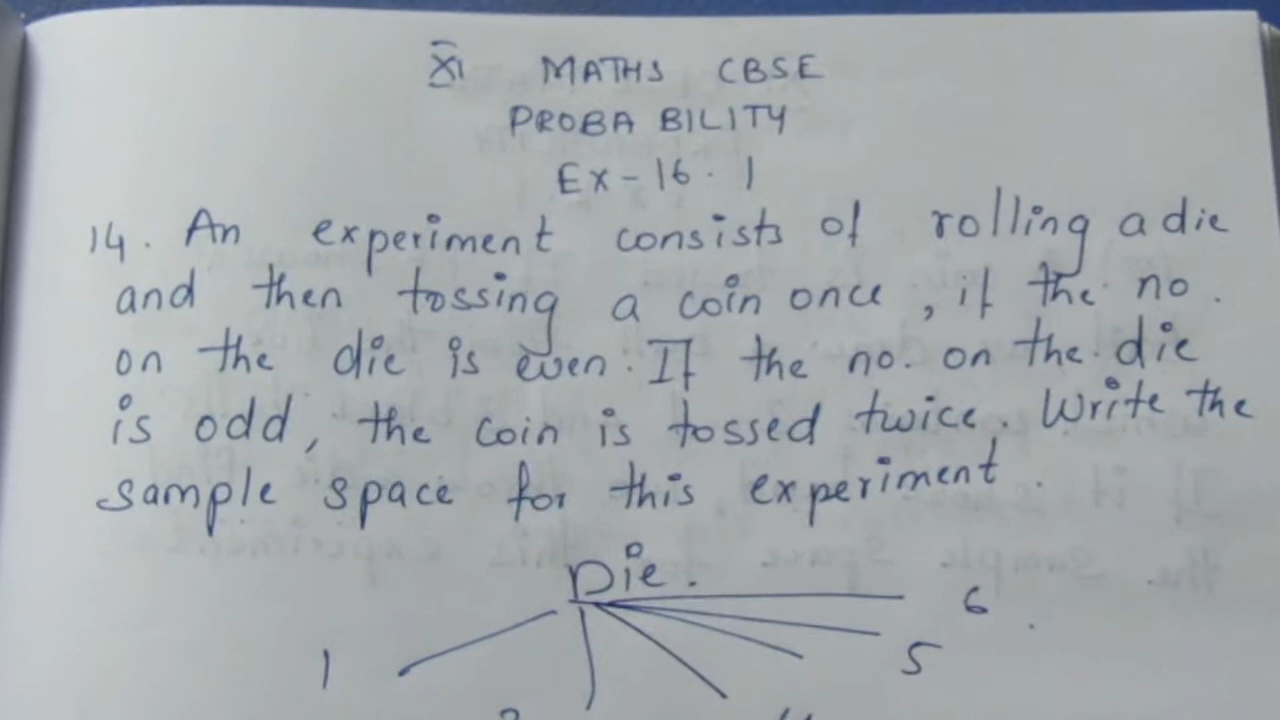 XI MATHS CBSE
PROBABILITY
Ex-16.1
14. An experiment consists of rolling a die
and then tossing a coin once, if the no.
on the die is even. If the no. on the die
is odd, the coin is tossed twice. Write the
sample space for this experiment.
Die.
6
1 5